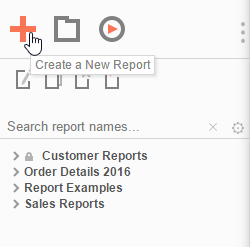 Create a New Report
Search report names...
Customer Reports
Order Details 2016
Report Examples
Sales Reports